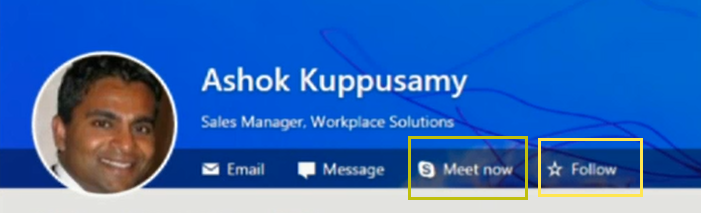 Ashok Kuppusamy
Sales Manager, Workplace Solutions
Email Message Meet now Follow